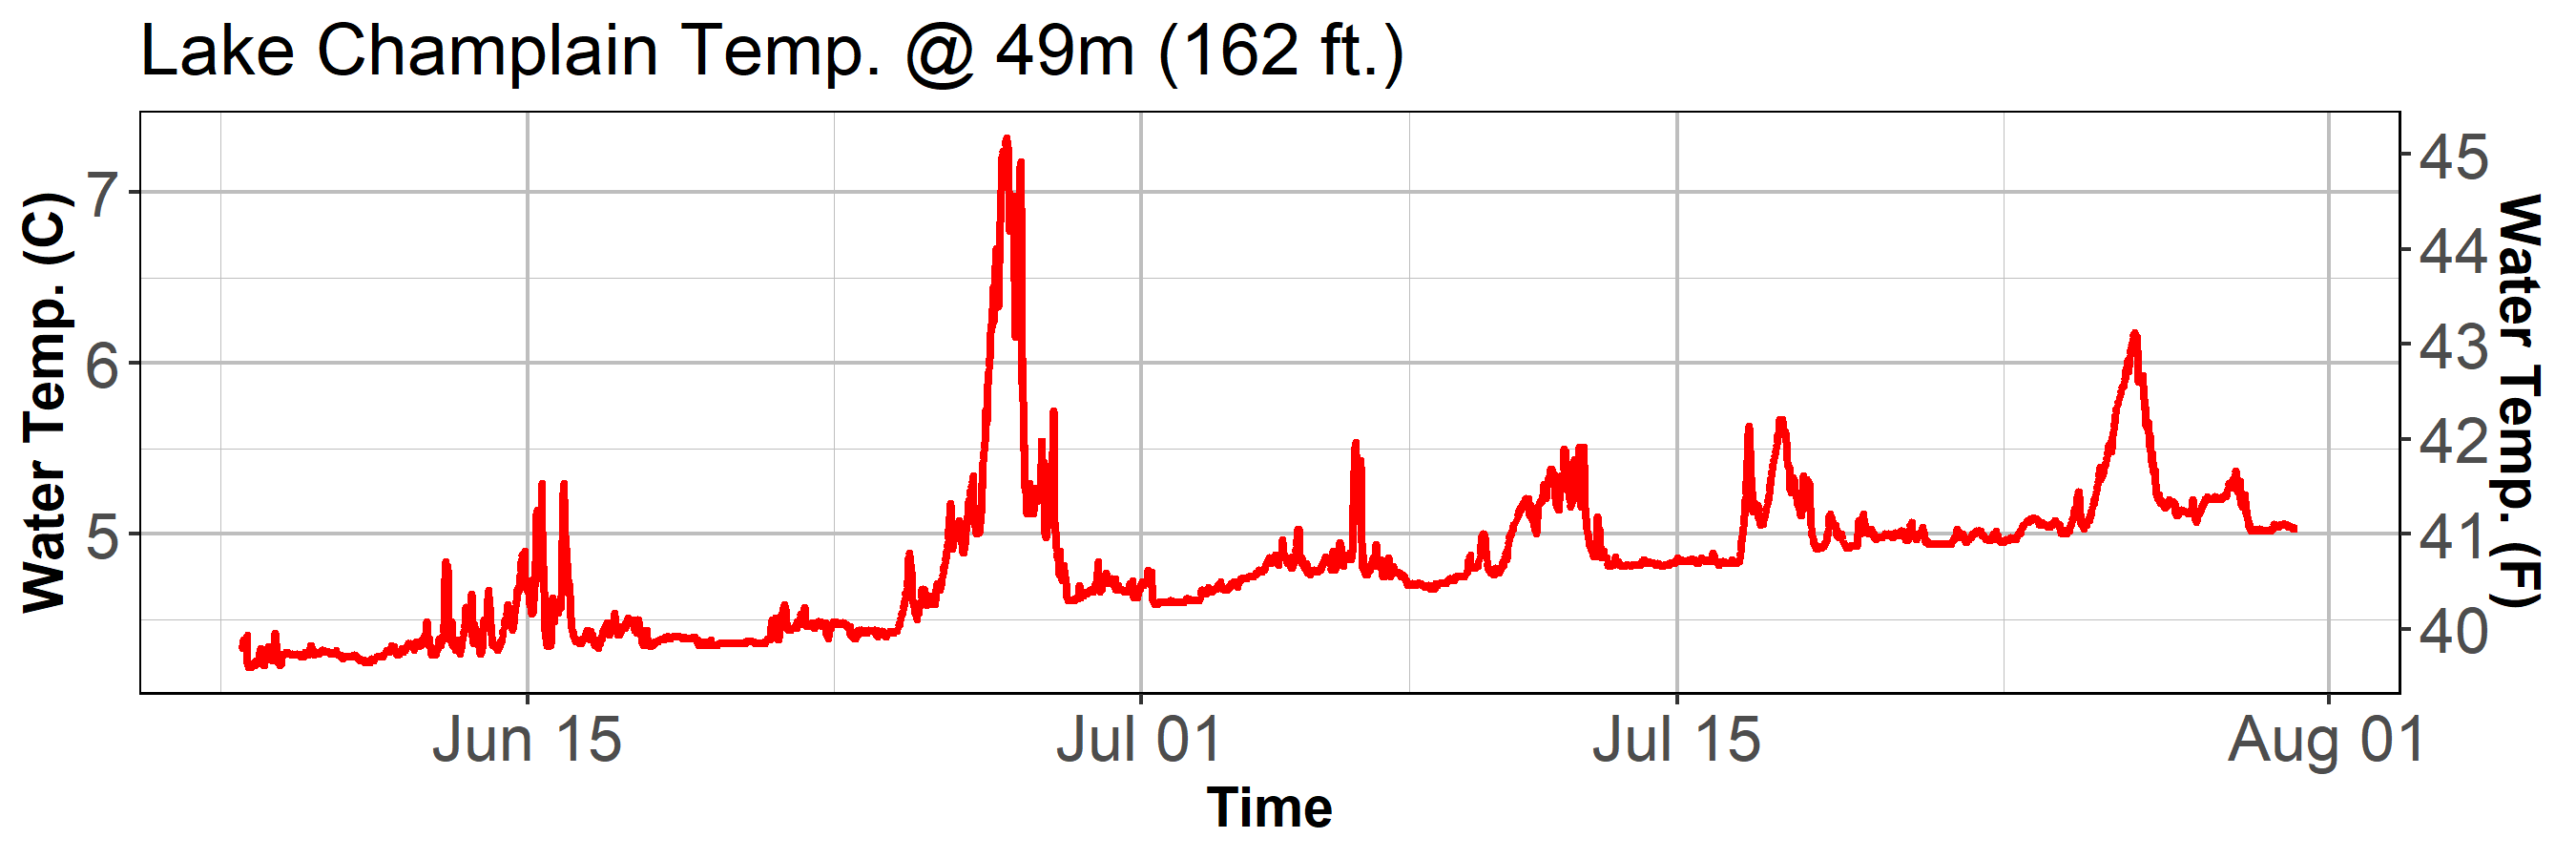 Lake Champlain Temp. @ 49m (162 ft.)
Water Temp. (C)
7
6
5
45
44
43
42
41
40
Water Temp. (F)
Jun 15
Jul 01
Jul 15
Aug 01
Time